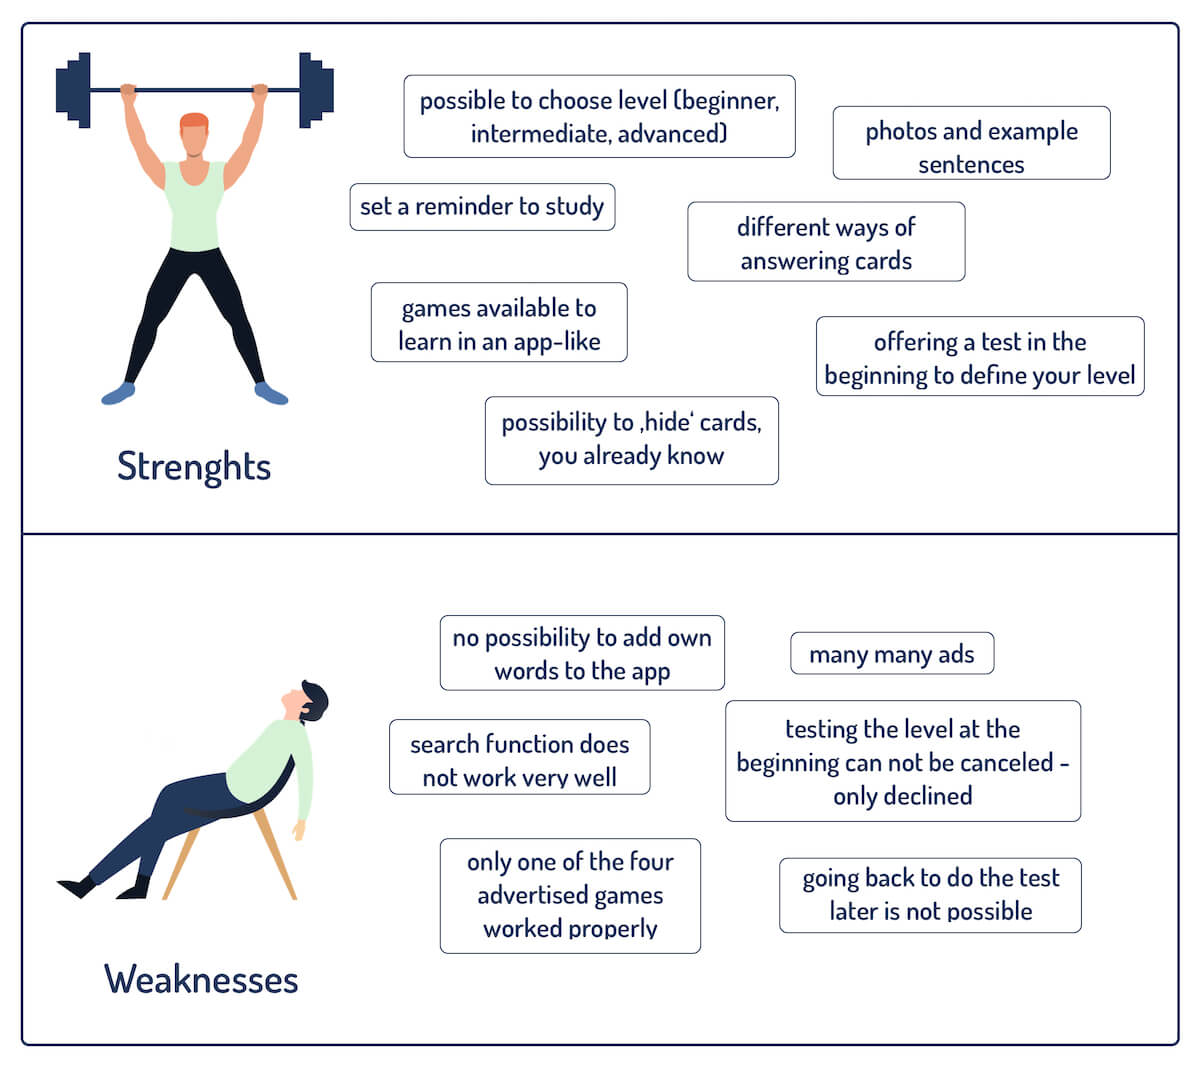 possible to choose level (beginner,
intermediate, advanced)
photos and example
sentences
set a reminder to study
different ways of
answering cards
games available to
learn in an app-like
offering a test in the
beginning to define your level
possibility to ‚hide‘ cards,
you already know
Strenghts
no possibility to add own
words to the app
many many ads
search function does
not work very well
testing the level at the
beginning can not be canceled -
only declined
only one of the four
advertised games
worked properly
going back to do the test
later is not possible
Weaknesses